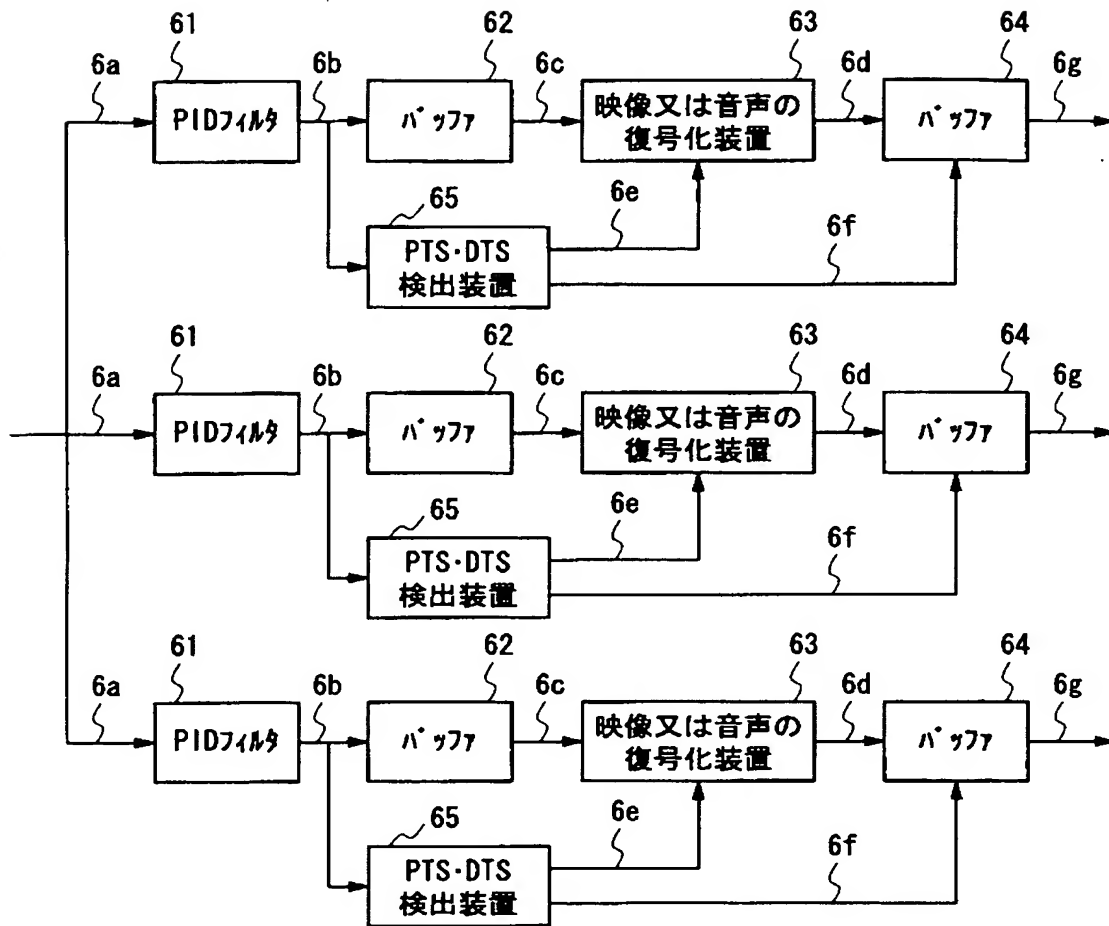 61
62
63
64
6a
6b
6c
6d
6g
PIDフィルタ
バッファ
映像又は音声の
復号化装置
バッファ
65
6e
6f
PTS・DTS
検出装置
61
62
63
64
6a
6b
6c
6d
6g
PIDフィルタ
バッファ
映像又は音声の
復号化装置
バッファ
65
6e
6f
PTS・DTS
検出装置
61
62
63
64
6a
6b
6c
6d
6g
PIDフィルタ
バッファ
映像又は音声の
復号化装置
バッファ
65
6e
6f
PTS・DTS
検出装置